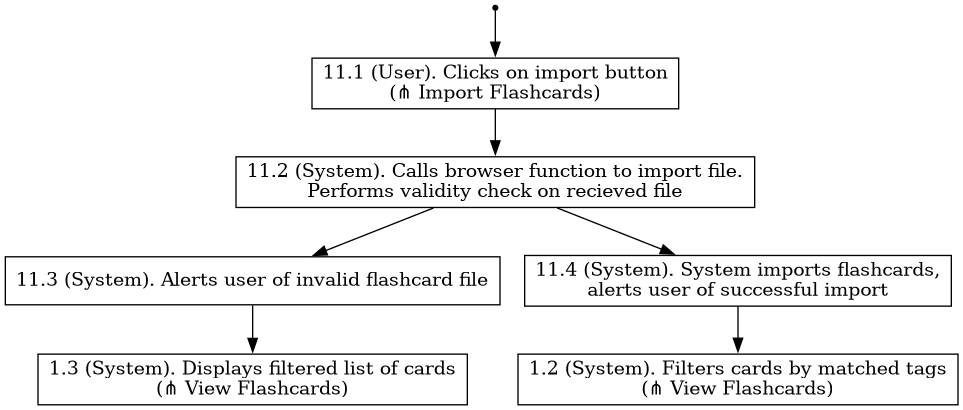 11.1 (User). Clicks on import button
(⋔ Import Flashcards)
11.2 (System). Calls browser function to import file.
Performs validity check on recieved file
11.3 (System). Alerts user of invalid flashcard file
11.4 (System). System imports flashcards,
alerts user of successful import
1.3 (System). Displays filtered list of cards
(⋔ View Flashcards)
1.2 (System). Filters cards by matched tags
(⋔ View Flashcards)